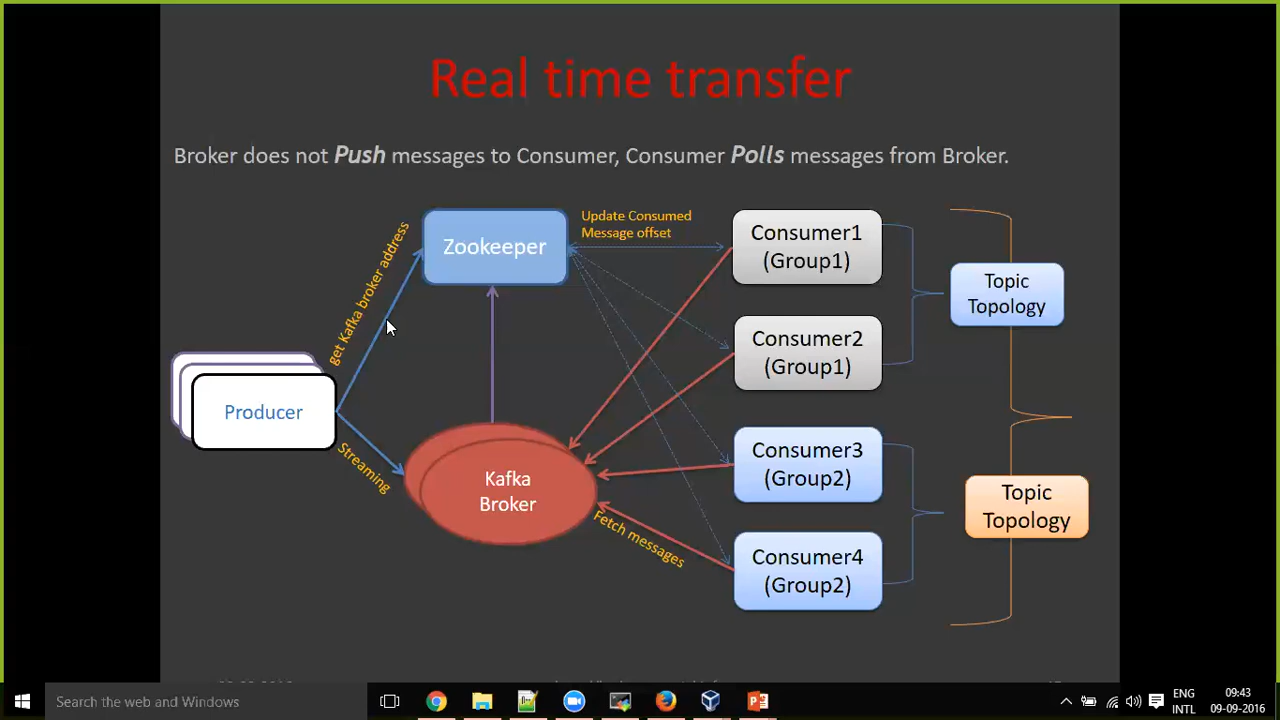 Real time transfer
Broker does not Push messages to Consumer, Consumer Polls messages from Broker.
get Kafka broker address
Zookeeper
Update Consumed
Message offset
Consumer1
(Group1)
Topic
Topology
Consumer2
(Group1)
Producer
Streaming
Kafka
Broker
Fetch messages
Consumer3
(Group2)
Topic
Topology
Consumer4
(Group2)
Search the web and Windows
ENG
INTL
09:43
09-09-2016